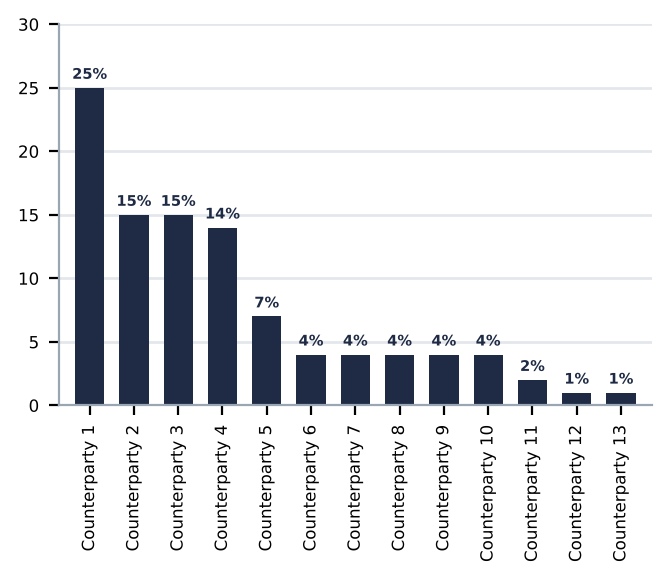 30
25
20
15
10
5
0
25%
15%
15%
14%
7%
4%
4%
4%
4%
4%
2%
1%
1%
Counterparty 1
Counterparty 2
Counterparty 3
Counterparty 4
Counterparty 5
Counterparty 6
Counterparty 7
Counterparty 8
Counterparty 9
Counterparty 10
Counterparty 11
Counterparty 12
Counterparty 13